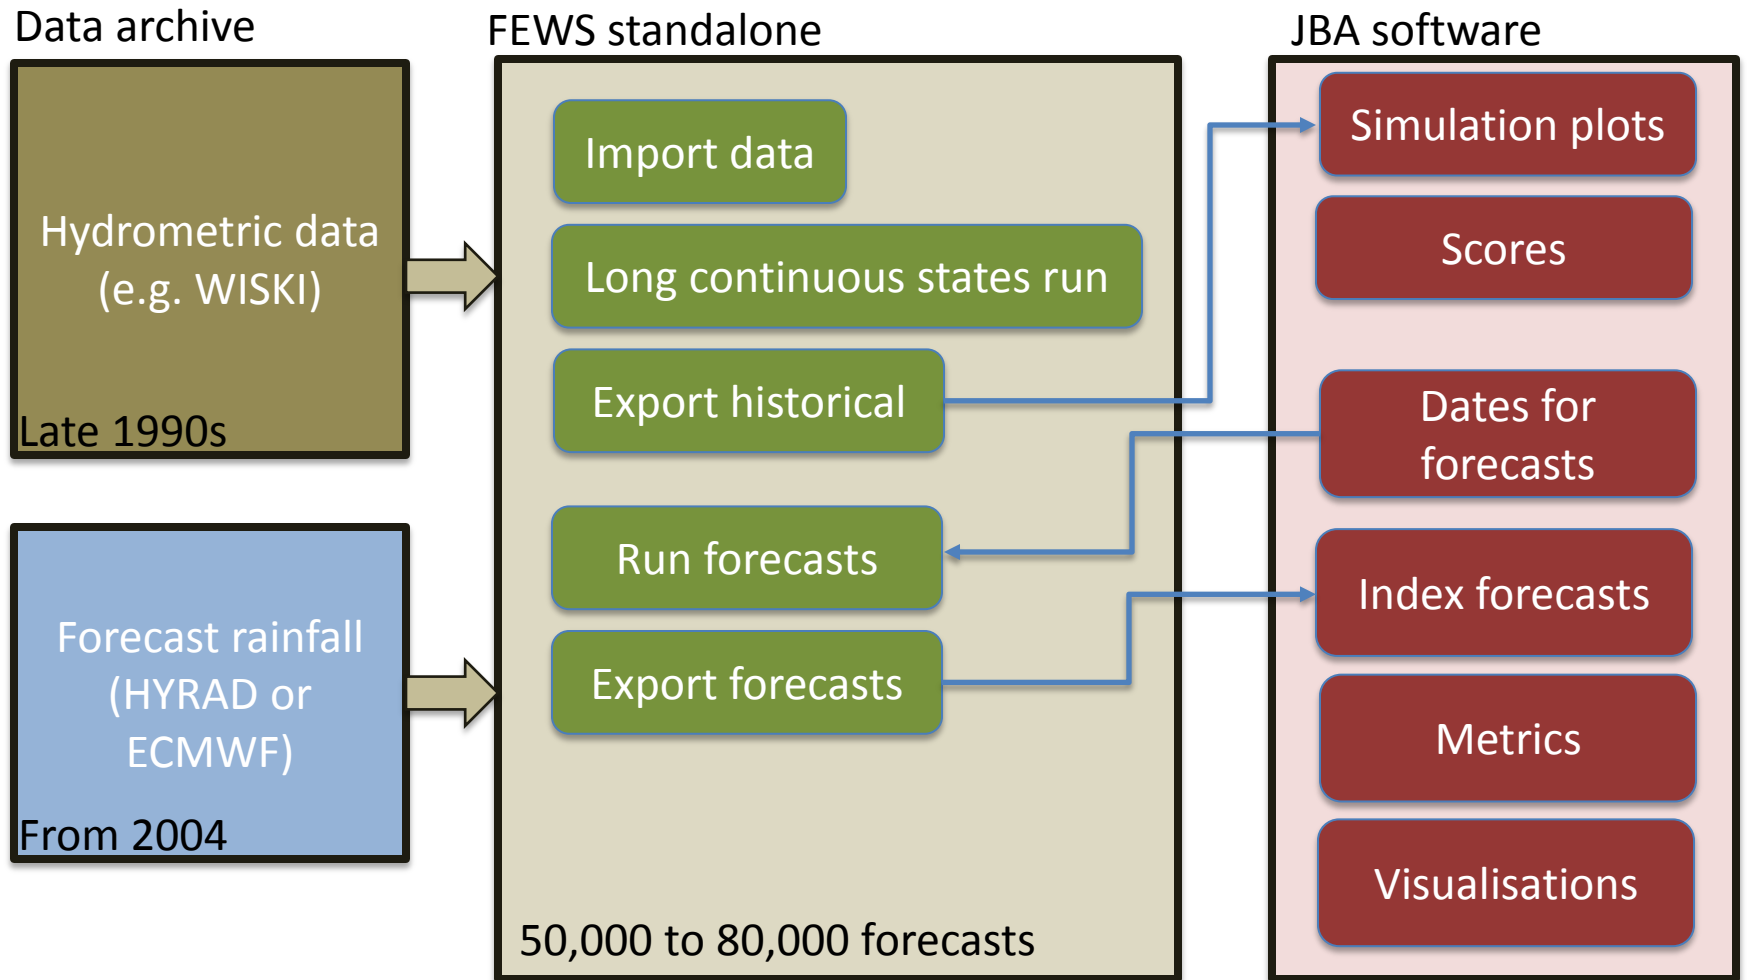 Data archive
Hydrometric data
(e.g. WISKI)
Late 1990s
Forecast rainfall
(HYRAD or
ECMWF)
From 2004
FEWS standalone
Import data
Long continuous states run
Export historical
Run forecasts
Export forecasts
50,000 to 80,000 forecasts
JBA software
Simulation plots
Scores
Dates for
forecasts
Index forecasts
Metrics
Visualisations